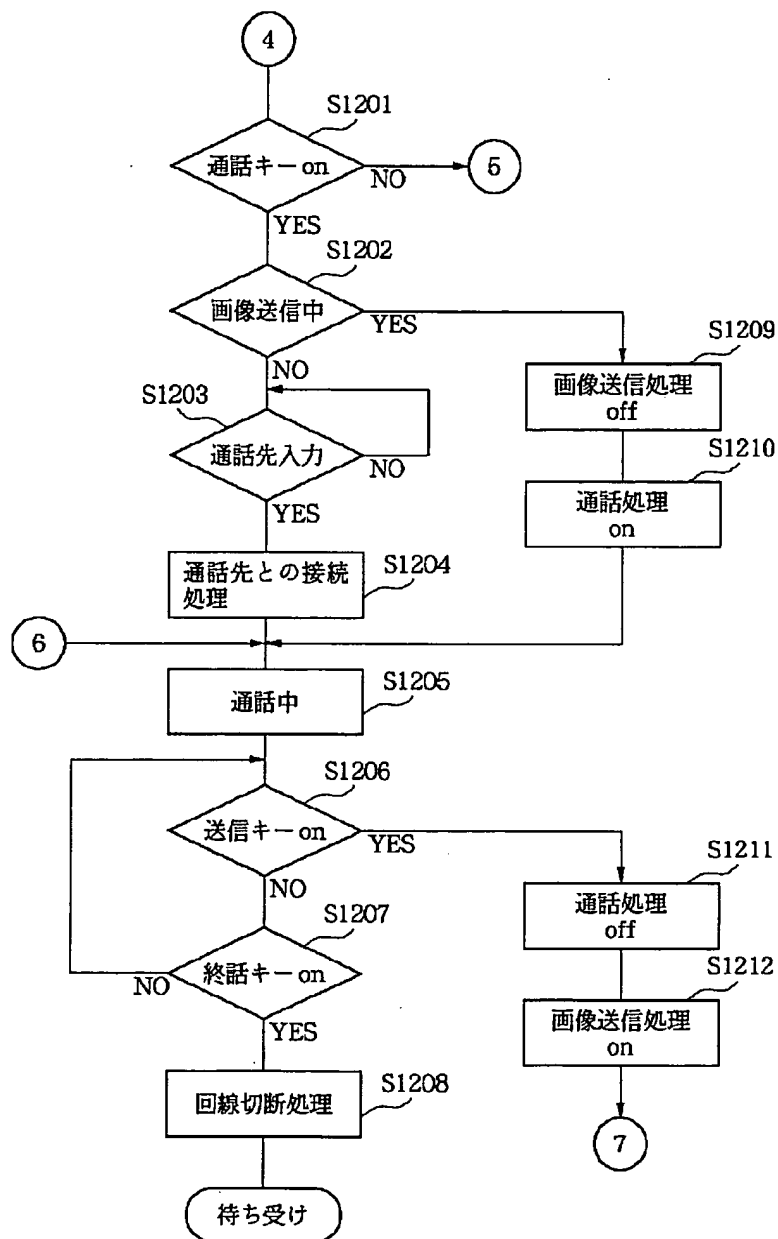 4
S1201
通話キーon
NO
5
YES
S1202
画像送信中
YES
NO
S1209
画像送信処理
off
S1203
通話先入力
NO
YES
S1210
通話処理
on
S1204
通話先との接続
処理
6
S1205
通話中
S1206
送信キーon
YES
NO
S1211
通話処理
off
S1207
終話キーon
NO
YES
S1212
画像送信処理
on
S1208
回線切断処理
7
待ち受け